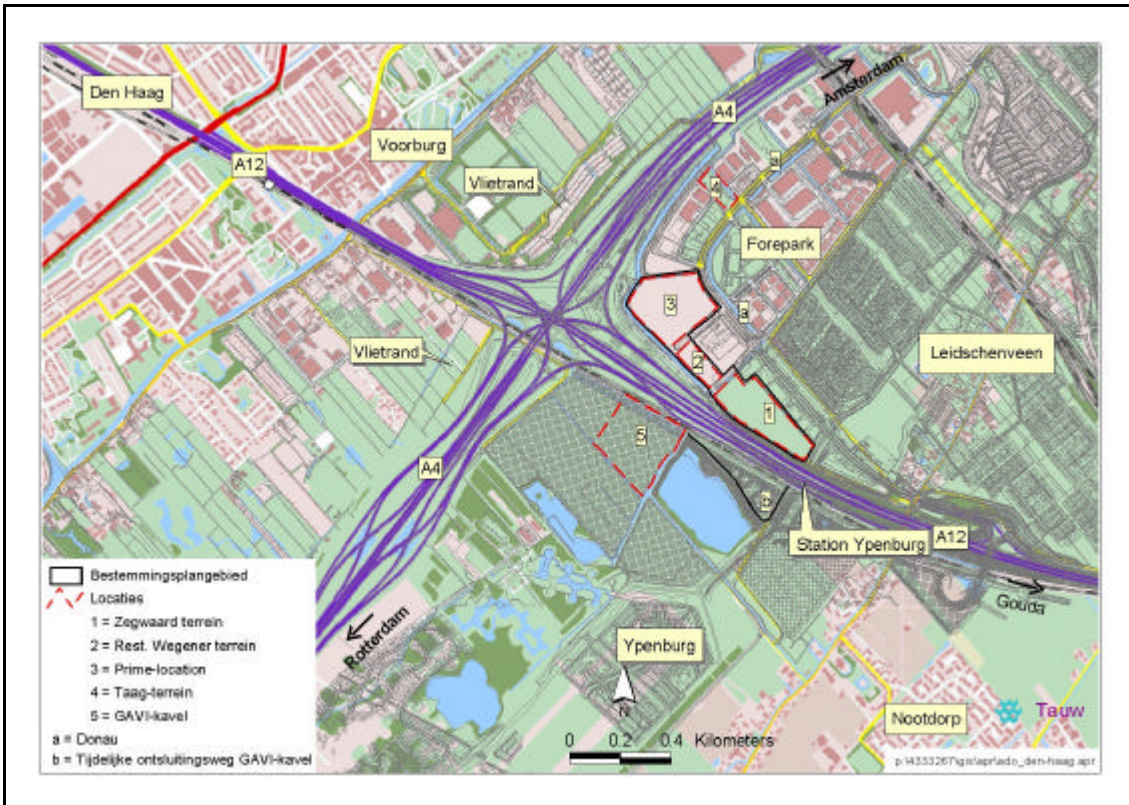 Den Haag
A12
Voorburg
Vlietrand
A4
Amsterdam
a
4
Forepark
3
a
Vlietrand
2
Leidschenveen
1
5
A4
b
Station Ypenburg
A12
Gouda
Rotterdam
Ypenburg
N
Nootdorp
Tauw
0 0.2 0.4 Kilometers
Bestemmingsplangebied
Locaties
1 = Zegwaard terrein
2 = Rest. Wegener terrein
3 = Prime-location
4 = Taag-terrein
5 = GAVI-kavel
a = Donau
b = Tijdelijke ontsluitingsweg GAVI-kavel